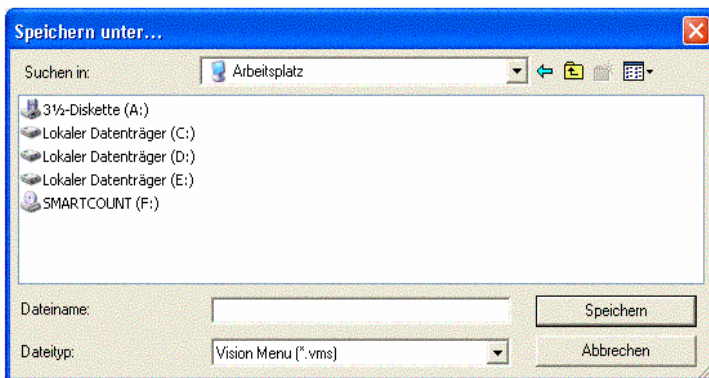 Speichern unter...
Suchen in: Arbeitsplatz
3½-Diskette (A:)
Lokaler Datenträger (C:)
Lokaler Datenträger (D:)
Lokaler Datenträger (E:)
SMARTCOUNT (F:)
Dateiname: Speichern
Dateityp: Vision Menu (*.vms) Abbrechen